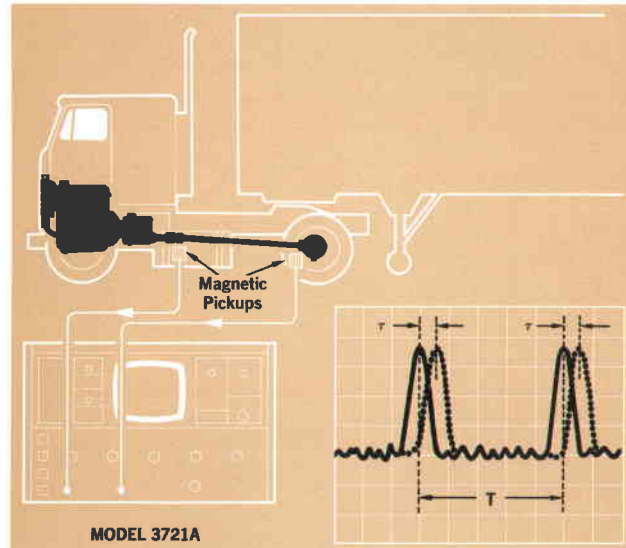 Magnetic
Pickups
τ
τ
T
MODEL 3721A